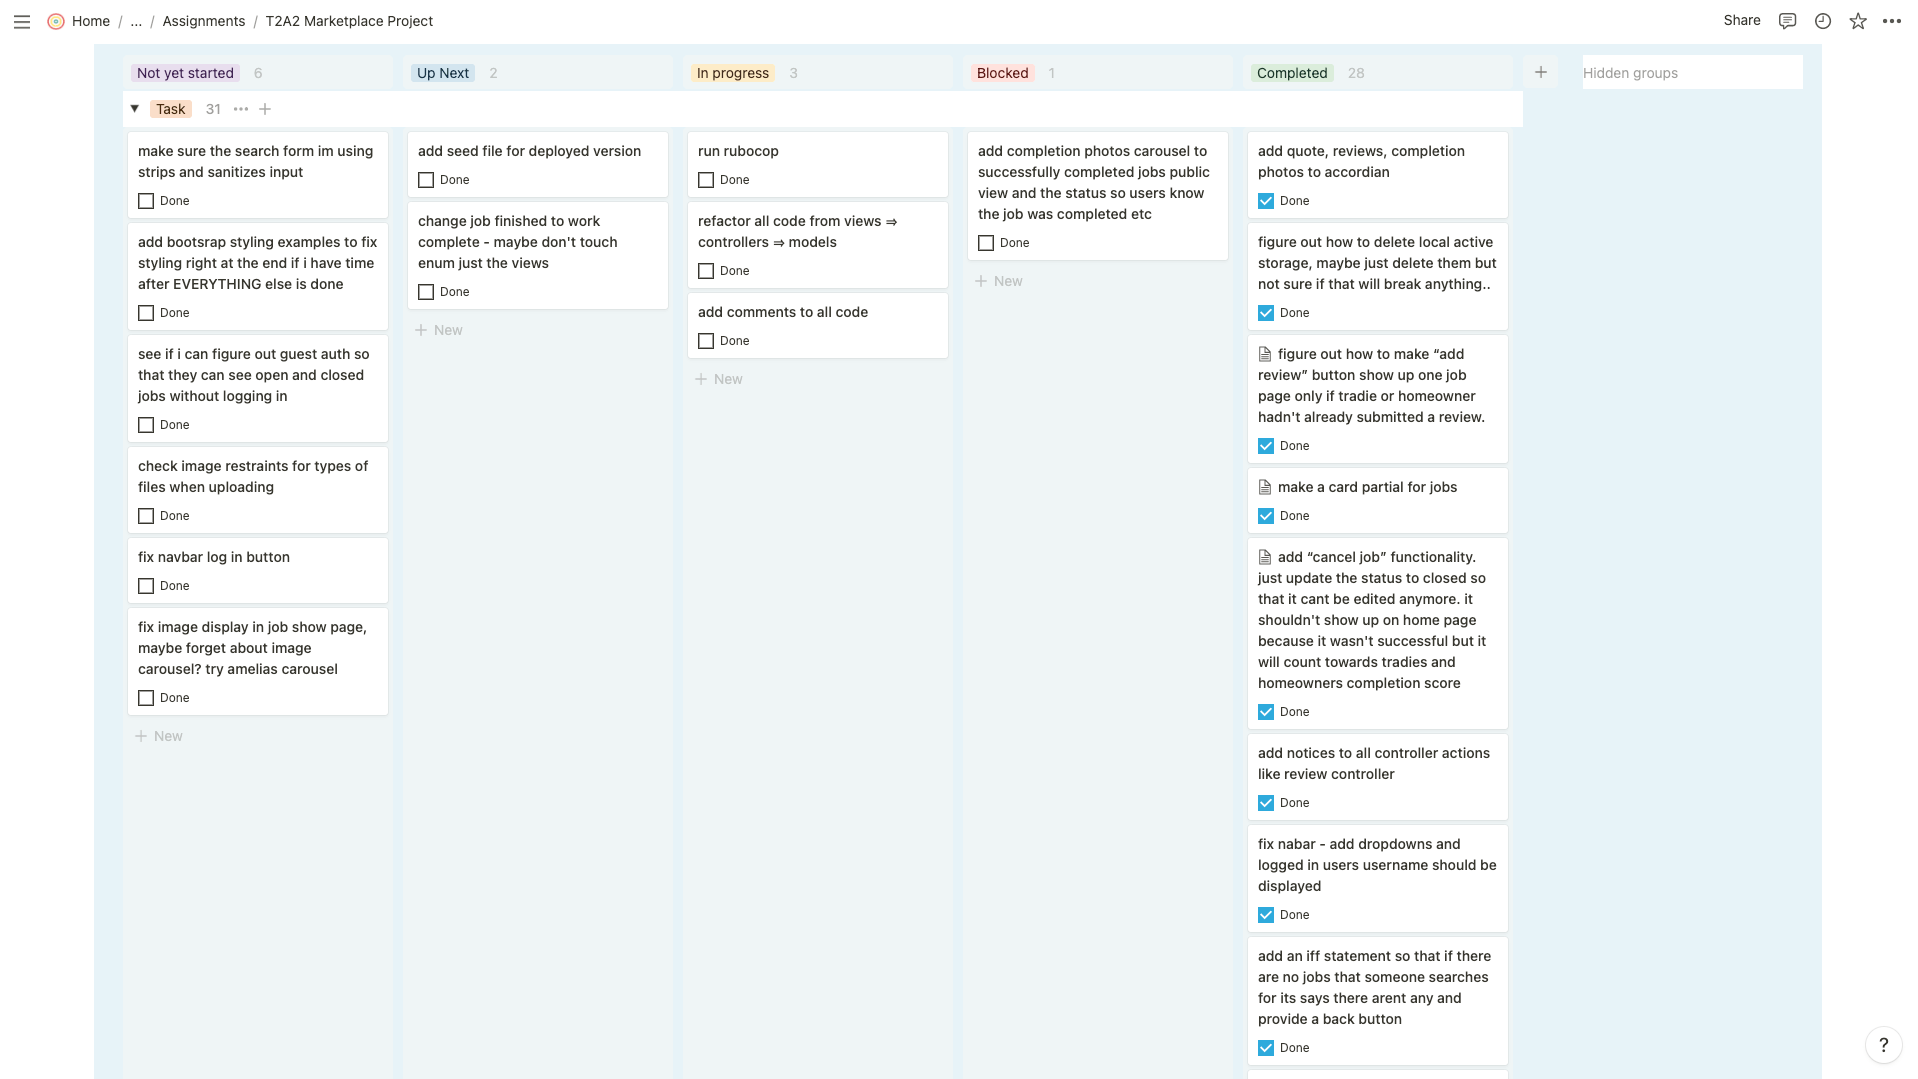 Home / ... / Assignments / T2A2 Marketplace Project
Share
Not yet started 6
Up Next 2
In progress 3
Blocked 1
Completed 28
Hidden groups
Task 31
make sure the search form im using
strips and sanitizes input
Done
add bootsrap styling examples to fix
styling right at the end if i have time
after EVERYTHING else is done
Done
see if i can figure out guest auth so
that they can see open and closed
jobs without logging in
Done
check image restraints for types of
files when uploading
Done
fix navbar log in button
Done
fix image display in job show page,
maybe forget about image
carousel? try amelias carousel
Done
+ New
add seed file for deployed version
Done
change job finished to work
complete - maybe don't touch
enum just the views
Done
+ New
run rubocop
Done
refactor all code from views ⇒
controllers ⇒ models
Done
add comments to all code
Done
+ New
add completion photos carousel to
successfully completed jobs public
view and the status so users know
the job was completed etc
Done
+ New
add quote, reviews, completion
photos to accordian
Done
figure out how to delete local active
storage, maybe just delete them but
not sure if that will break anything..
Done
figure out how to make “add
review” button show up one job
page only if tradie or homeowner
hadn't already submitted a review.
Done
make a card partial for jobs
Done
add “cancel job” functionality.
just update the status to closed so
that it cant be edited anymore. it
shouldn't show up on home page
because it wasn't successful but it
will count towards tradies and
homeowners completion score
Done
add notices to all controller actions
like review controller
Done
fix nabar - add dropdowns and
logged in users username should be
displayed
Done
add an iff statement so that if there
are no jobs that someone searches
for its says there arent any and
provide a back button
Done
?